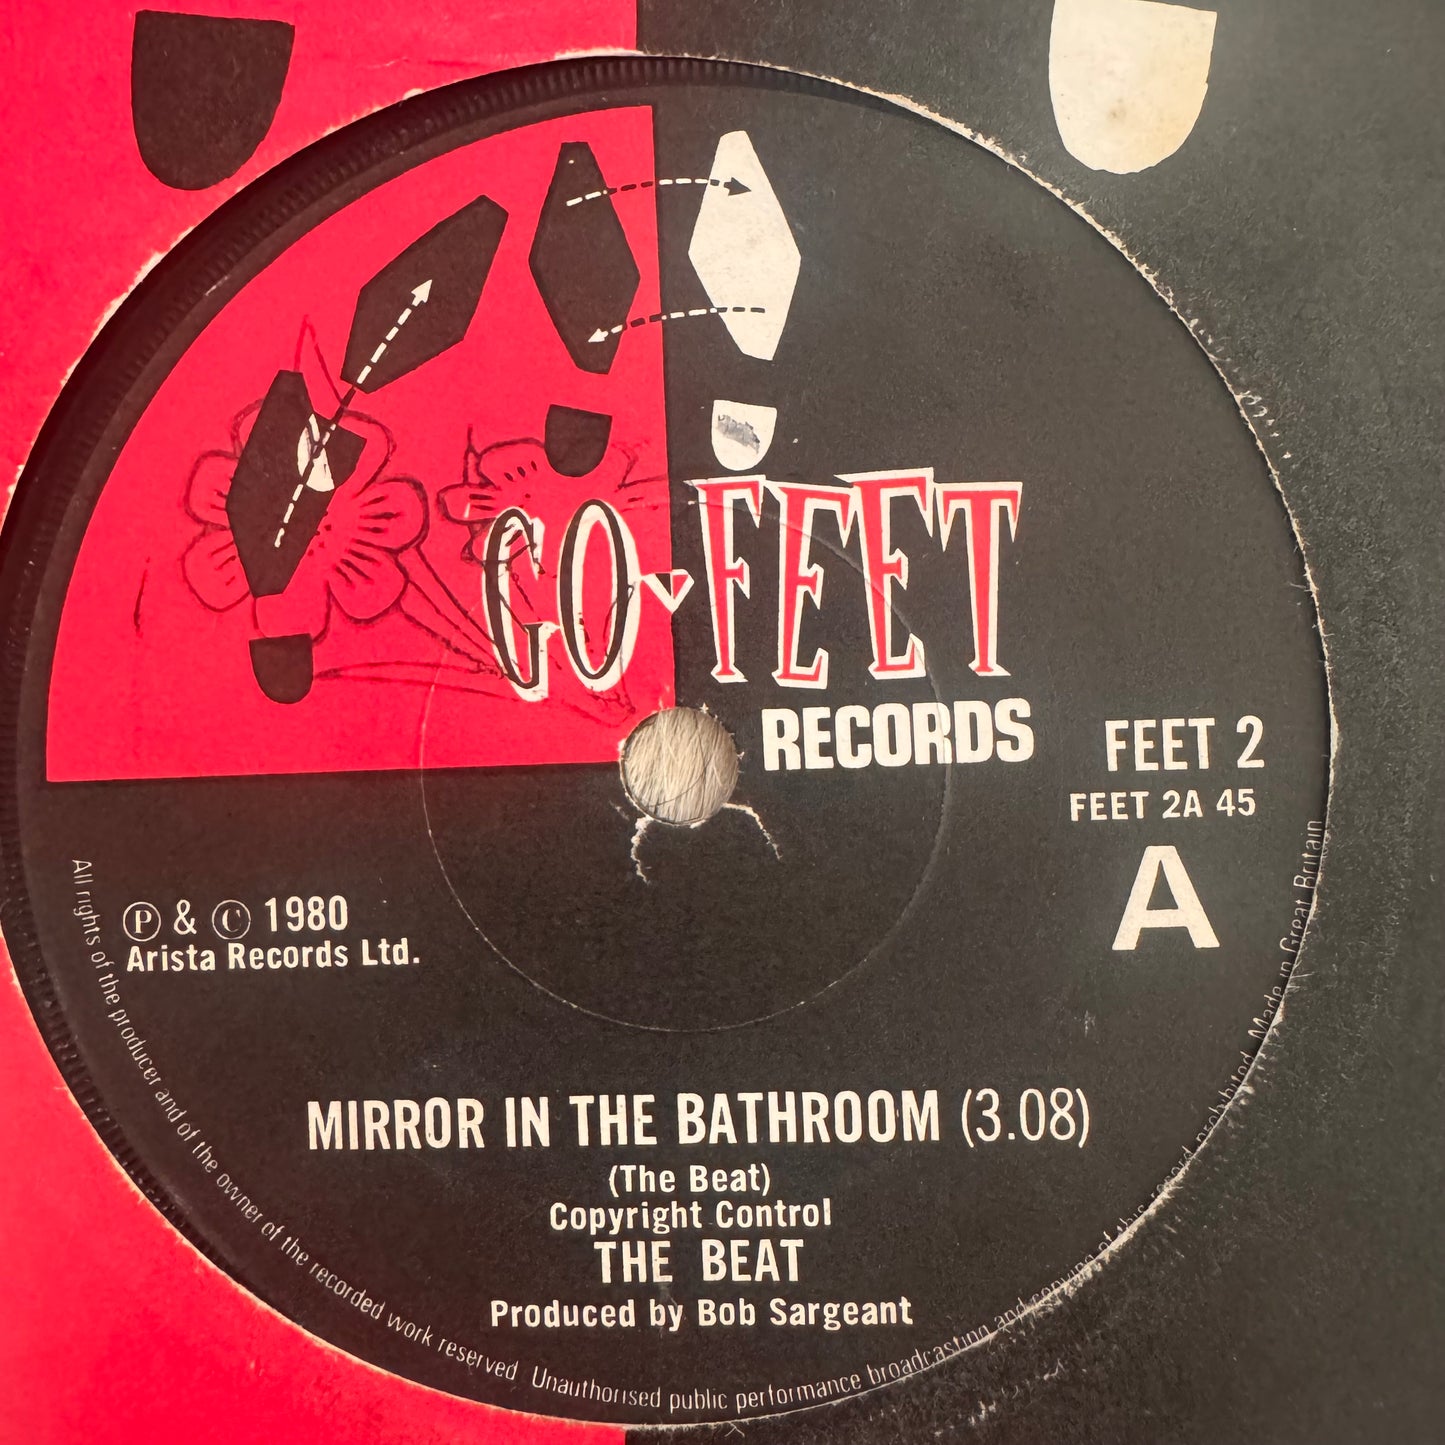 GO-FEET
RECORDS
FEET 2
FEET 2A 45
A
Ⓟ & Ⓒ 1980
Arista Records Ltd.
MIRROR IN THE BATHROOM (3.08)
(The Beat)
Copyright Control
THE BEAT
Produced by Bob Sargeant
All rights of the producer and of the owner of the recorded work reserved. Unauthorised public performance broadcasting and copying of this record prohibited. Made in Great Britain